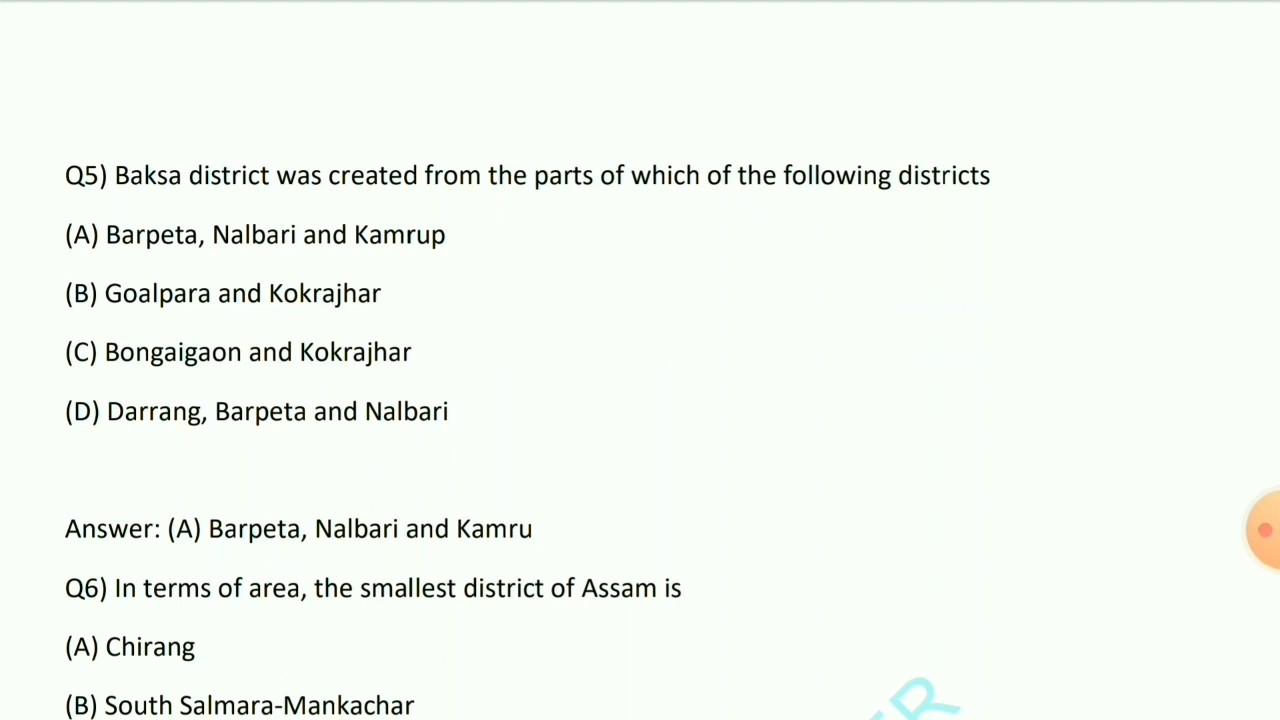 Q5) Baksa district was created from the parts of which of the following districts
(A) Barpeta, Nalbari and Kamrup
(B) Goalpara and Kokrajhar
(C) Bongaigaon and Kokrajhar
(D) Darrang, Barpeta and Nalbari
Answer: (A) Barpeta, Nalbari and Kamru
Q6) In terms of area, the smallest district of Assam is
(A) Chirang
(B) South Salmara-Mankachar